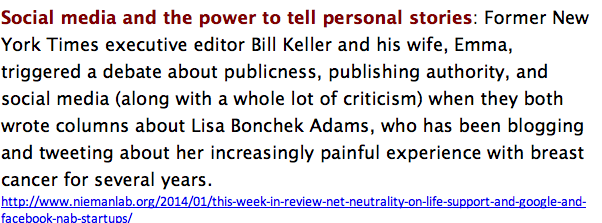 Social media and the power to tell personal stories: Former New
York Times executive editor Bill Keller and his wife, Emma,
triggered a debate about publicness, publishing authority, and
social media (along with a whole lot of criticism) when they both
wrote columns about Lisa Bonchek Adams, who has been blogging
and tweeting about her increasingly painful experience with breast
cancer for several years.
http://www.niemanlab.org/2014/01/this-week-in-review-net-neutrality-on-life-support-and-google-and-
facebook-nab-startups/